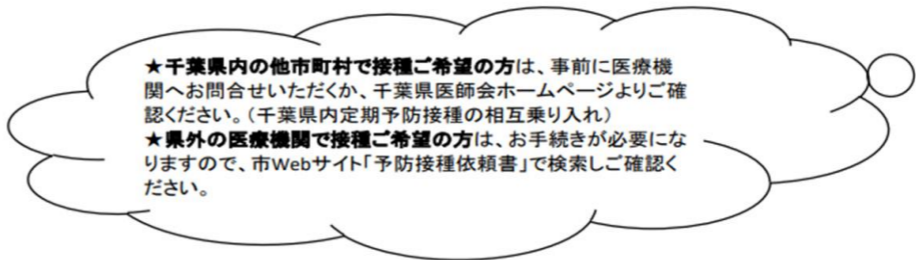 ★千葉県内の他市町村で接種ご希望の方は、事前に医療機
関へお問合せいただくか、千葉県医師会ホームページよりご確
認ください。（千葉県内定期予防接種の相互乗り入れ）
★県外の医療機関で接種ご希望の方は、お手続きが必要にな
りますので、市Webサイト「予防接種依頼書」で検索しご確認く
ださい。